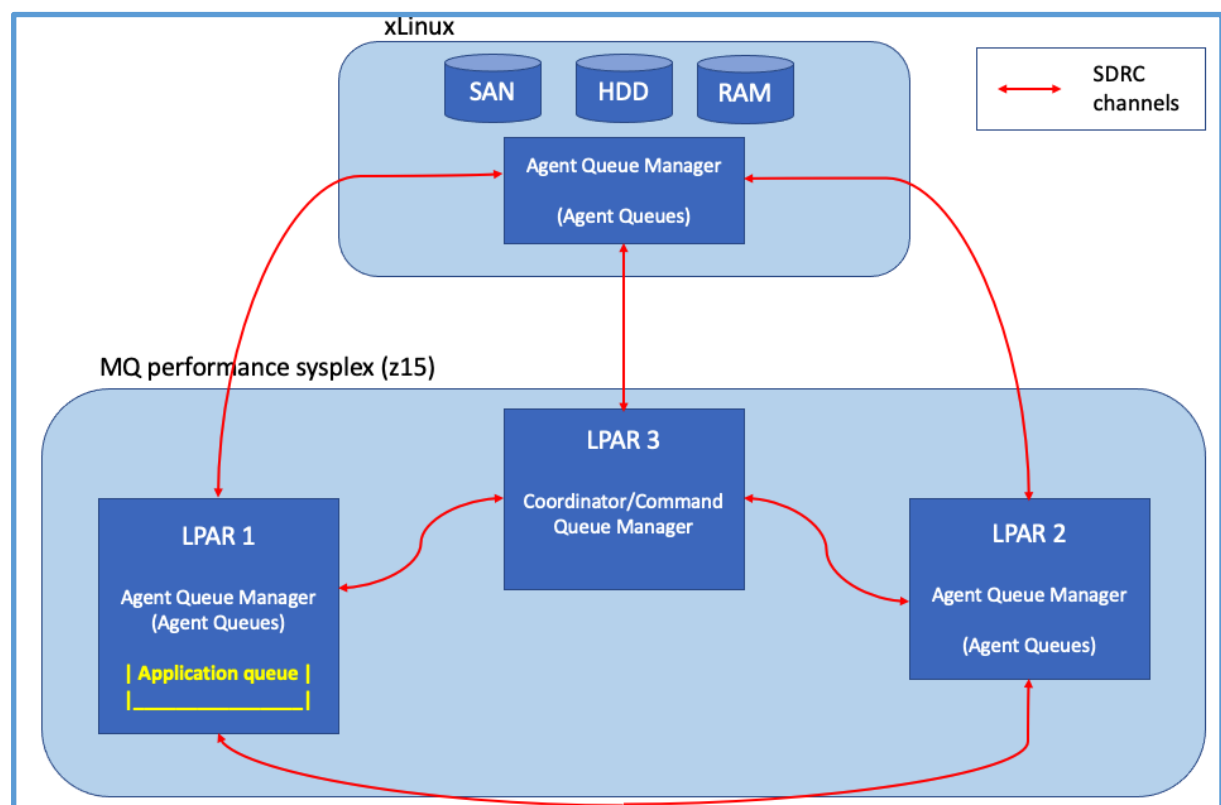 xLinux
SAN
HDD
RAM
SDRC
channels
Agent Queue Manager
(Agent Queues)
MQ performance sysplex (z15)
LPAR 3
Coordinator/Command
Queue Manager
LPAR 1
Agent Queue Manager
(Agent Queues)
| Application queue |
|__________________|
LPAR 2
Agent Queue Manager
(Agent Queues)